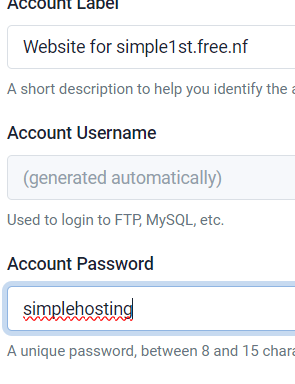 Account Label
Website for simple1st.free.nf
A short description to help you identify the
Account Username
(generated automatically)
Used to login to FTP, MySQL, etc.
Account Password
simplehosting
A unique password, between 8 and 15